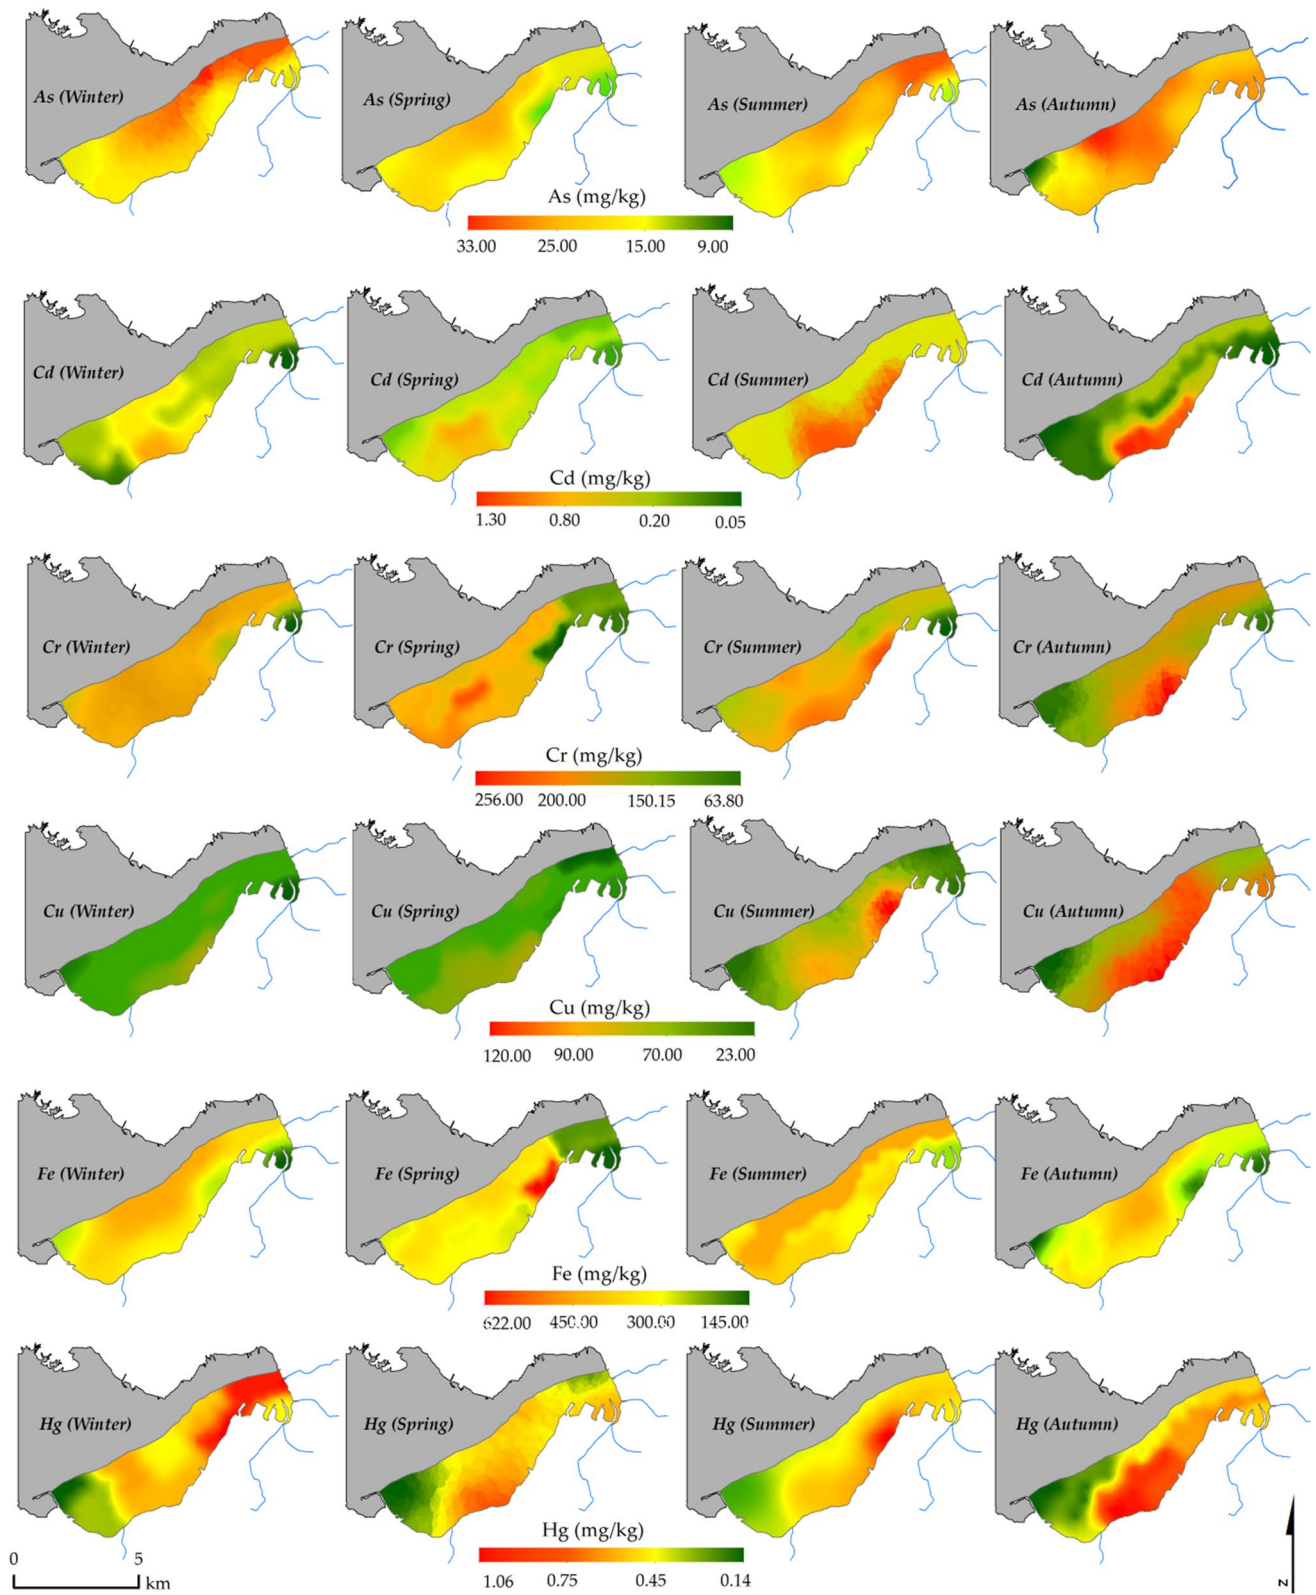 As (Winter) As (Spring) As (Summer) As (Autumn)
As (mg/kg)
33.00 25.00 15.00 9.00
Cd (Winter) Cd (Spring) Cd (Summer) Cd (Autumn)
Cd (mg/kg)
1.30 0.80 0.20 0.05
Cr (Winter) Cr (Spring) Cr (Summer) Cr (Autumn)
Cr (mg/kg)
256.00 200.00 150.15 63.80
Cu (Winter) Cu (Spring) Cu (Summer) Cu (Autumn)
Cu (mg/kg)
120.00 90.00 70.00 23.00
Fe (Winter) Fe (Spring) Fe (Summer) Fe (Autumn)
Fe (mg/kg)
622.00 450.00 300.00 145.00
Hg (Winter) Hg (Spring) Hg (Summer) Hg (Autumn)
Hg (mg/kg)
1.06 0.75 0.45 0.14
0 5
km
N